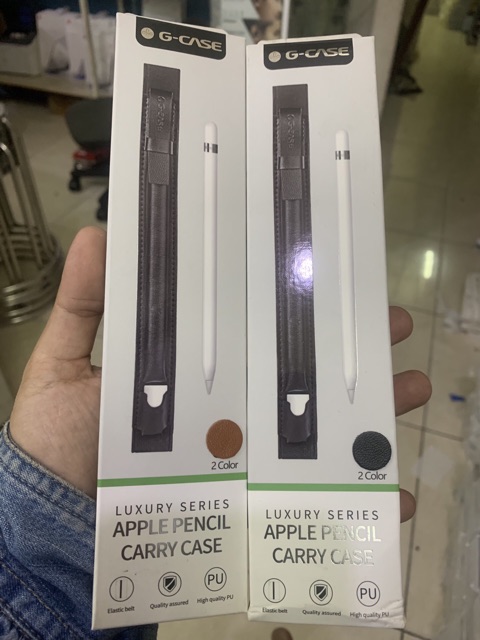 G-CASE
2 Color
LUXURY SERIES
APPLE PENCIL
CARRY CASE
Elastic belt
Quality assured
PU
High quality PU
G-CASE
2 Color
LUXURY SERIES
APPLE PENCIL
CARRY CASE
Elastic belt
Quality assured
PU
High quality PU